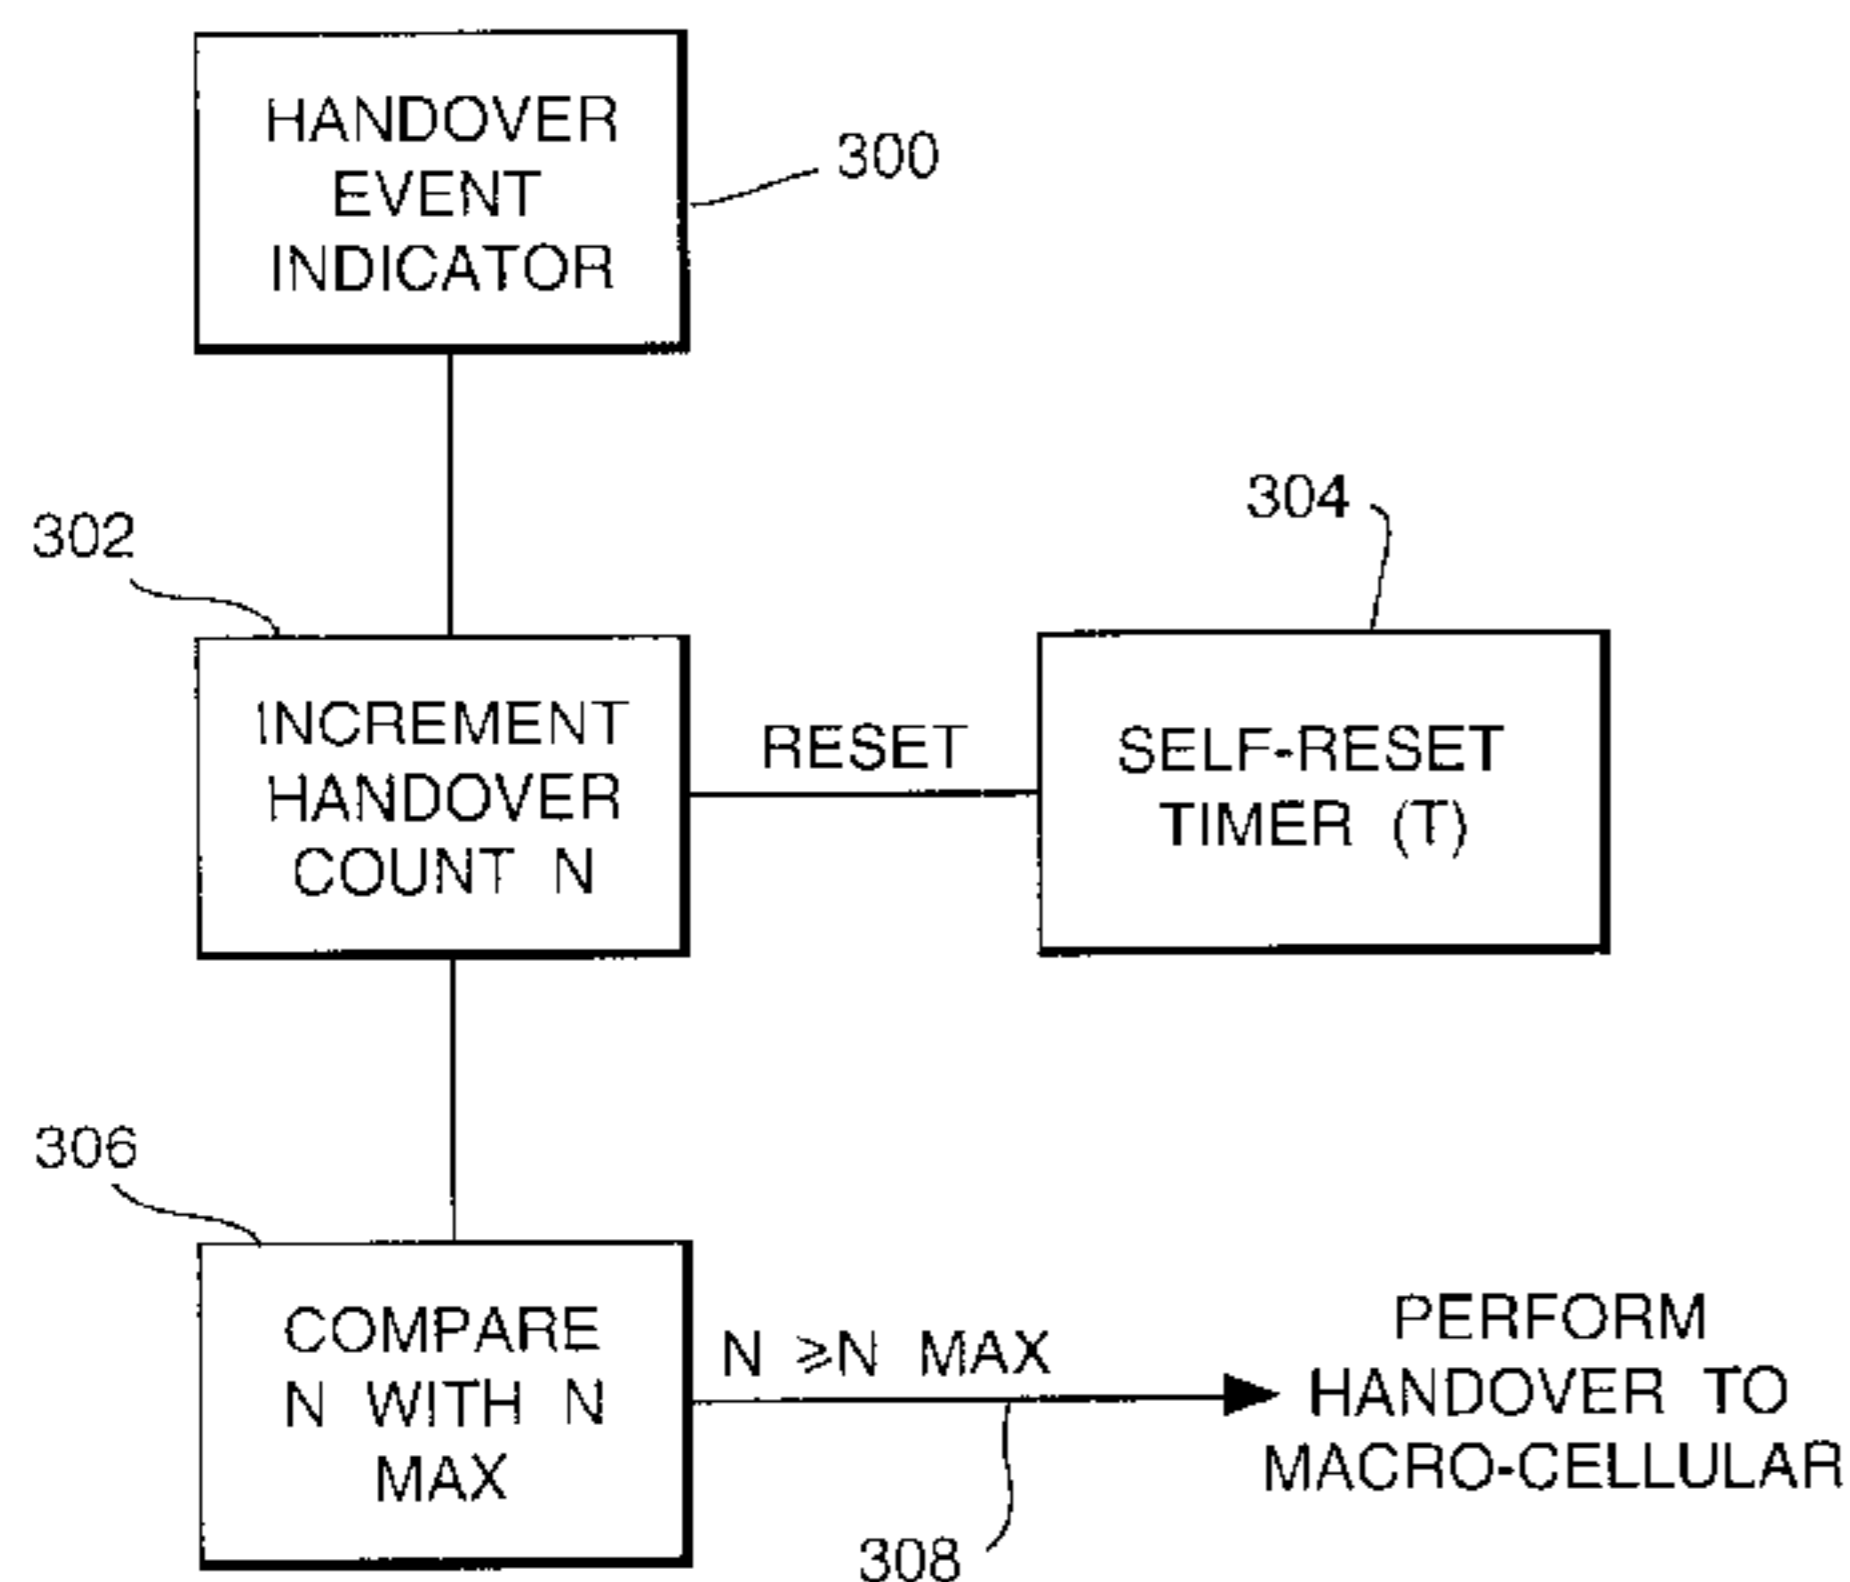 HANDOVER
EVENT
INDICATOR
300
302
304
INCREMENT
HANDOVER
COUNT N
RESET
SELF-RESET
TIMER (T)
306
COMPARE
N WITH N
MAX
N ≥N MAX
PERFORM
HANDOVER TO
MACRO-CELLULAR
308